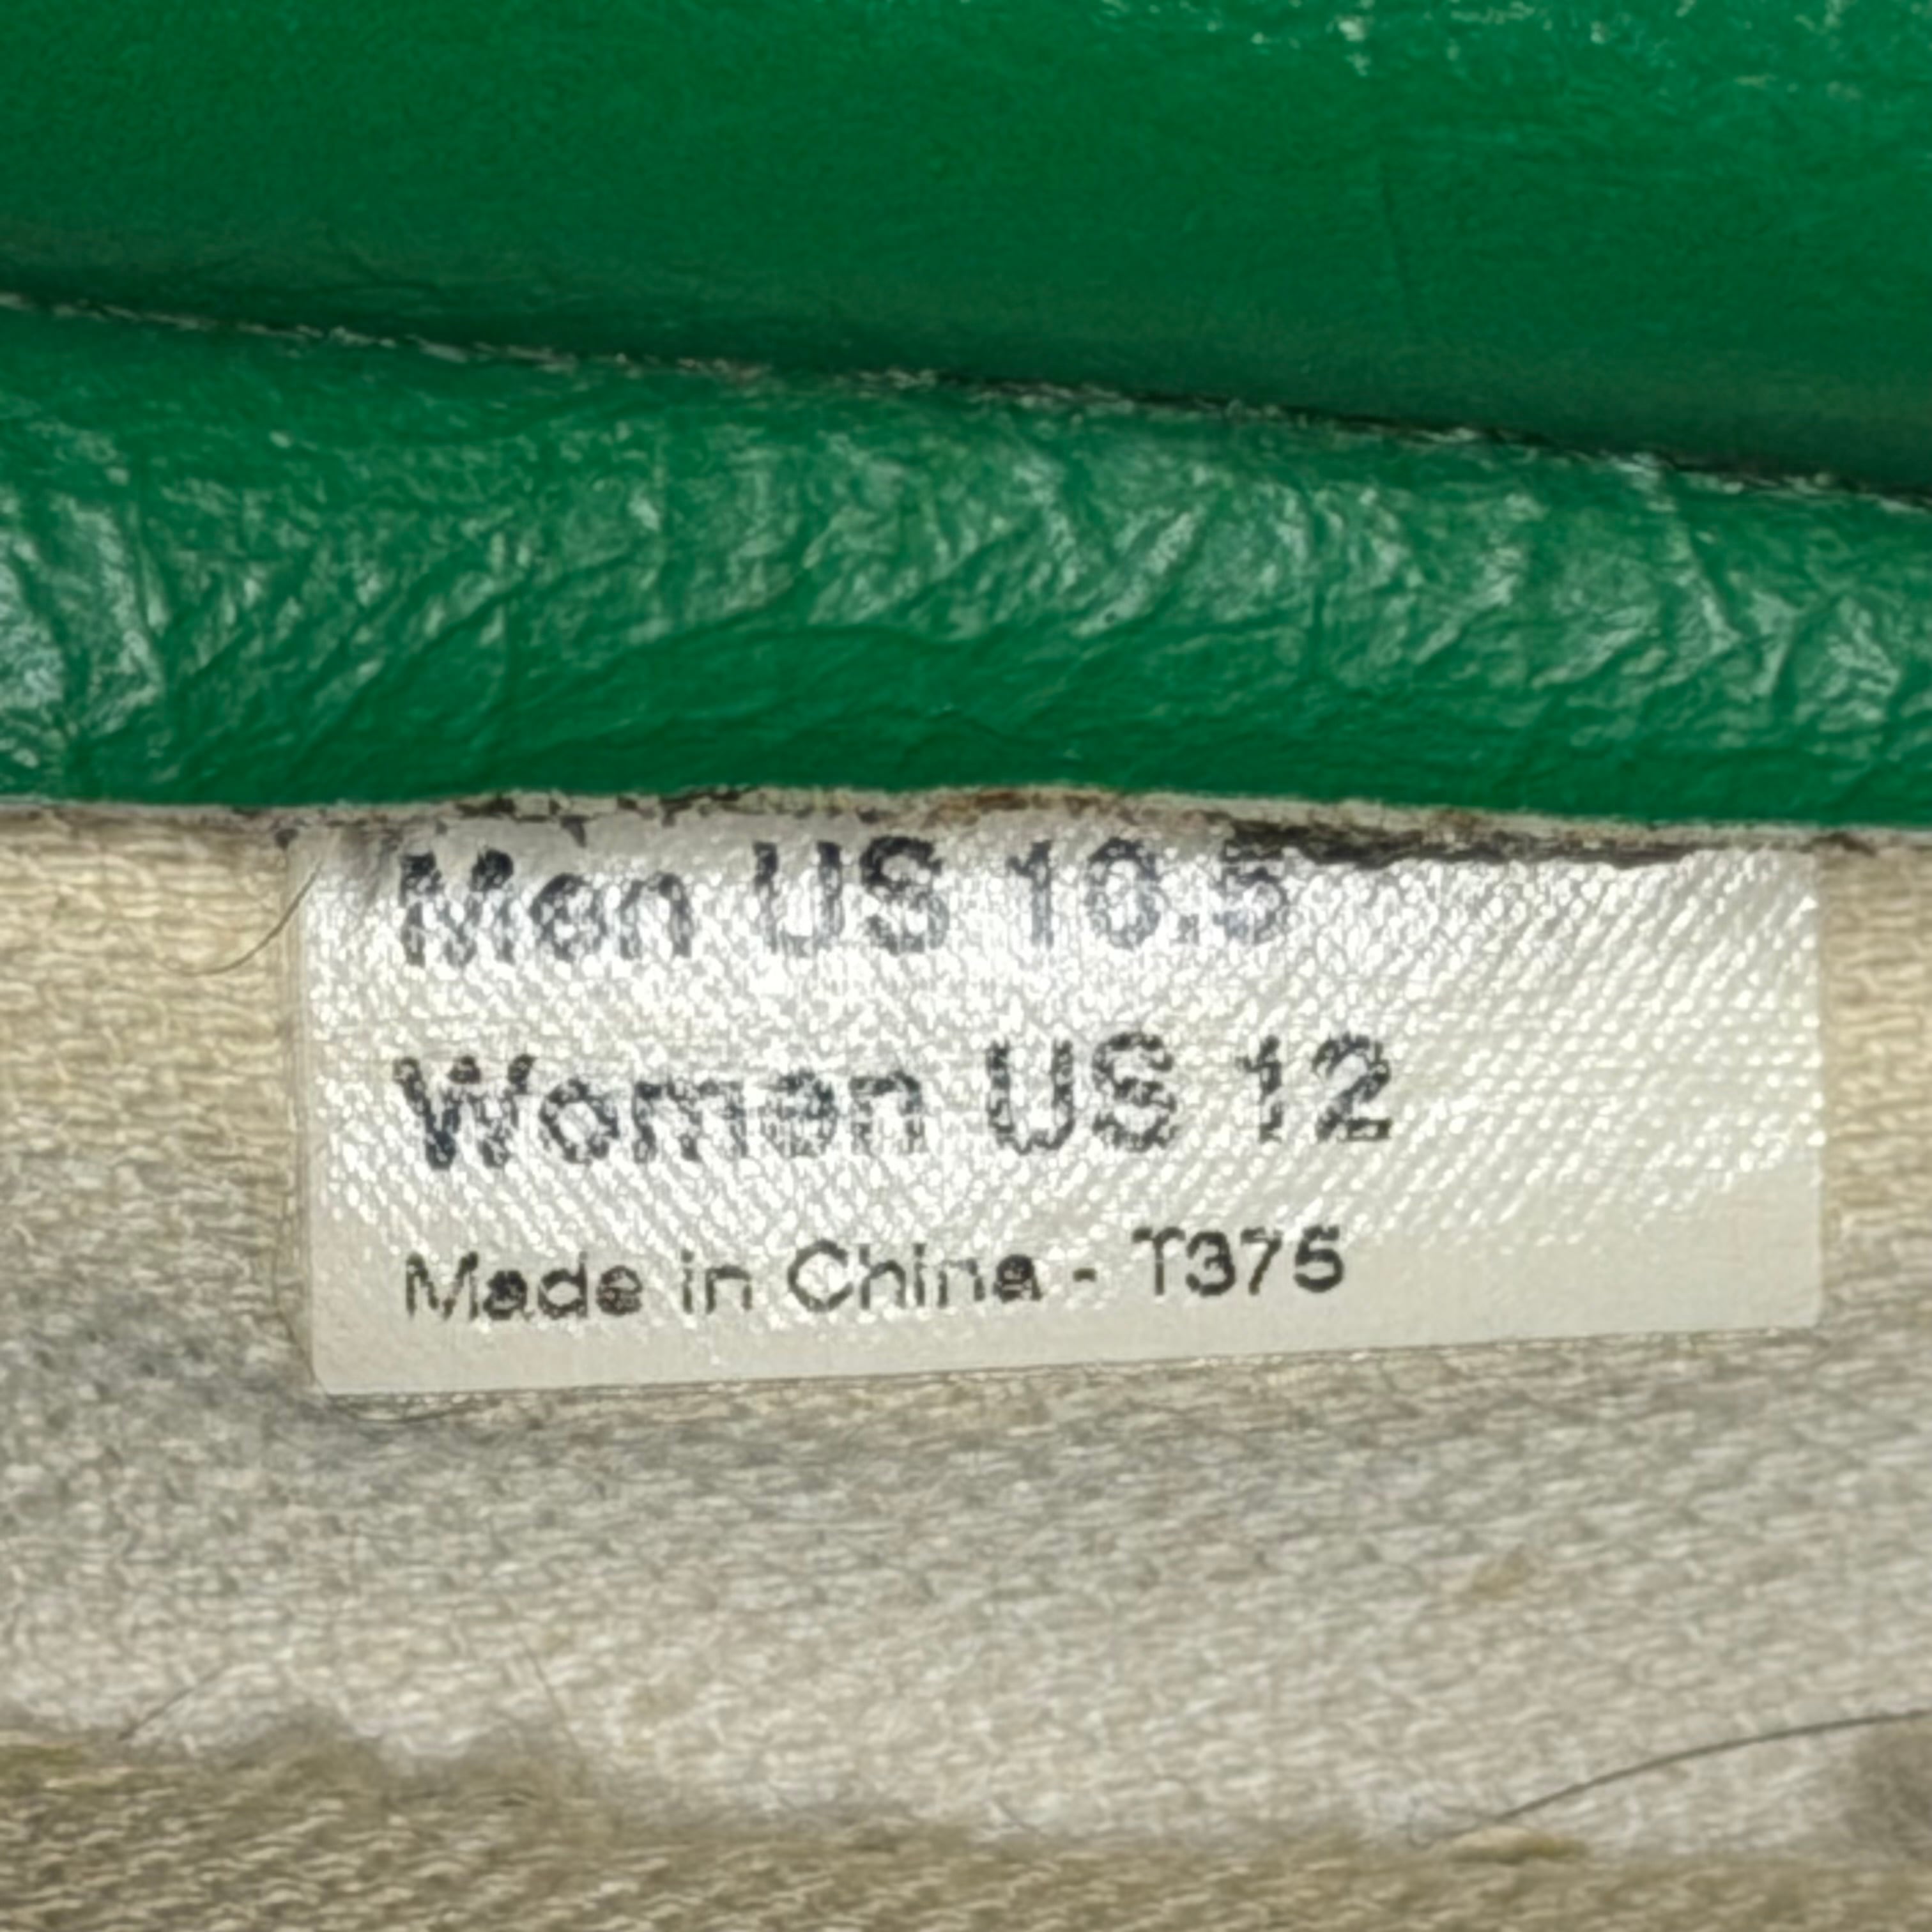 Men US 10.5
Women US 12
Made in China - T375